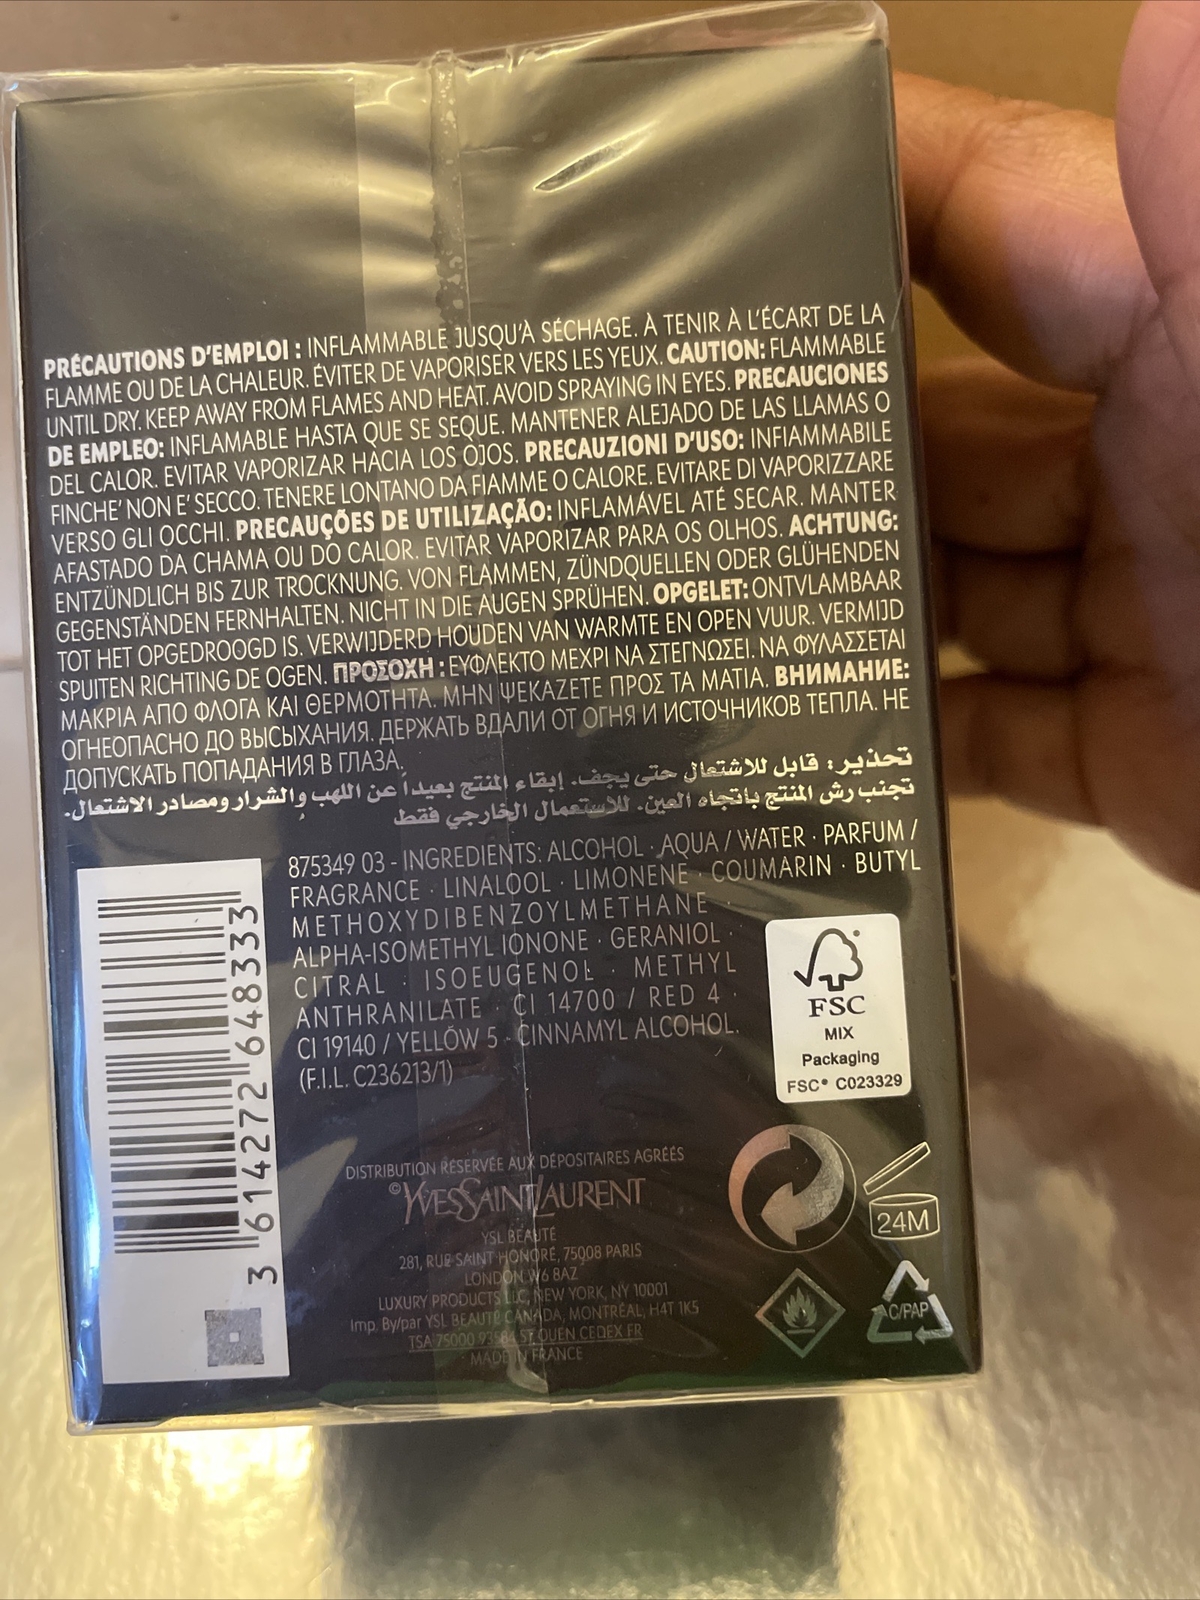 PRÉCAUTIONS D'EMPLOI : INFLAMMABLE JUSQU'À SÉCHAGE. À TENIR À L'ÉCART DE LA
FLAMME OU DE LA CHALEUR. ÉVITER DE VAPORISER VERS LES YEUX. CAUTION: FLAMMABLE
UNTIL DRY. KEEP AWAY FROM FLAMES AND HEAT. AVOID SPRAYING IN EYES. PRECAUCIONES
DE EMPLEO: INFLAMABLE HASTA QUE SE SEQUE. MANTENER ALEJADO DE LAS LLAMAS O
DEL CALOR. EVITAR VAPORIZAR HACIA LOS OJOS. PRECAUZIONI D'USO: INFIAMMABILE
FINCHE' NON E' SECCO. TENERE LONTANO DA FIAMME O CALORE. EVITARE DI VAPORIZZARE
VERSO GLI OCCHI. PRECAUÇÕES DE UTILIZAÇÃO: INFLAMÁVEL ATÉ SECAR. MANTER
AFASTADO DA CHAMA OU DO CALOR. EVITAR VAPORIZAR PARA OS OLHOS. ACHTUNG:
ENTZÜNDLICH BIS ZUR TROCKNUNG. VON FLAMMEN, ZÜNDQUELLEN ODER GLÜHENDEN
GEGENSTÄNDEN FERNHALTEN. NICHT IN DIE AUGEN SPRÜHEN. OPGELET: ONTVLAMBAAR
TOT HET OPGEDROOGD IS. VERWIJDERD HOUDEN VAN WARMTE EN OPEN VUUR. VERMIJD
SPUITEN RICHTING DE OGEN. ΠΡΟΣΟΧΗ : ΕΥΦΛΕΚΤΟ ΜΕΧΡΙ ΝΑ ΣΤΕΓΝΩΣΕΙ. ΝΑ ΦΥΛΑΣΣΕΤΑΙ
ΜΑΚΡΙΑ ΑΠΟ ΦΛΟΓΑ ΚΑΙ ΘΕΡΜΟΤΗΤΑ. ΜΗΝ ΨΕΚΑΖΕΤΕ ΠΡΟΣ ΤΑ ΜΑΤΙΑ. ВНИМАНИЕ:
ОГНЕОПАСНО ДО ВЫСЫХАНИЯ. ДЕРЖАТЬ ВДАЛИ ОТ ОГНЯ И ИСТОЧНИКОВ ТЕПЛА. НЕ
ДОПУСКАТЬ ПОПАДАНИЯ В ГЛАЗА.
تحذير: قابل للاشتعال حتى يجف. إبقاء المنتج بعيداً عن اللهب والشرار ومصادر الاشتعال.
تجنب رش المنتج باتجاه العين. للاستعمال الخارجي فقط
875349 03 - INGREDIENTS: ALCOHOL · AQUA / WATER · PARFUM /
FRAGRANCE · LINALOOL · LIMONENE · COUMARIN · BUTYL
METHOXYDIBENZOYLMETHANE ·
ALPHA-ISOMETHYL IONONE · GERANIOL ·
CITRAL · ISOEUGENOL · METHYL
ANTHRANILATE · CI 14700 / RED 4 ·
CI 19140 / YELLOW 5 - CINNAMYL ALCOHOL.
(F.I.L. C236213/1)
3 614272 648333
FSC
MIX
Packaging
FSC® C023329
DISTRIBUTION RÉSERVÉE AUX DÉPOSITAIRES AGRÉÉS
©YVESSAINTLAURENT
YSL BEAUTÉ
281, RUE SAINT HONORÉ, 75008 PARIS
LONDON W6 8AZ
LUXURY PRODUCTS LLC, NEW YORK, NY 10001
Imp. By/par YSL BEAUTÉ CANADA, MONTRÉAL, H4T 1K5
TSA 75000 93584 ST OUEN CEDEX FR
MADE IN FRANCE
24M
C/PAP